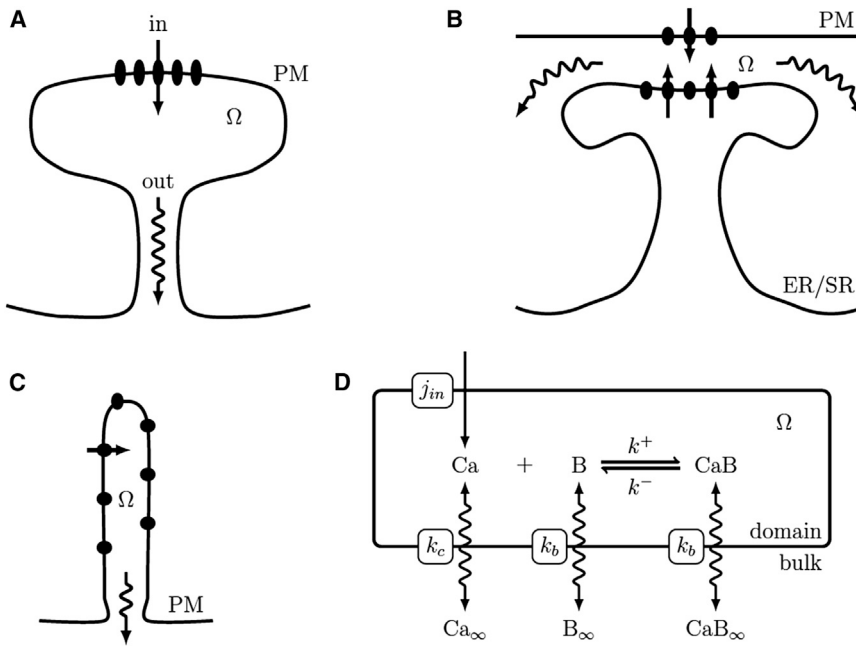 A
in
PM
Ω
out
B
PM
Ω
ER/SR
C
Ω
PM
D
j_in
Ω
Ca + B k⁺ CaB
k⁻
k_c k_b k_b domain
bulk
Ca_∞ B_∞ CaB_∞